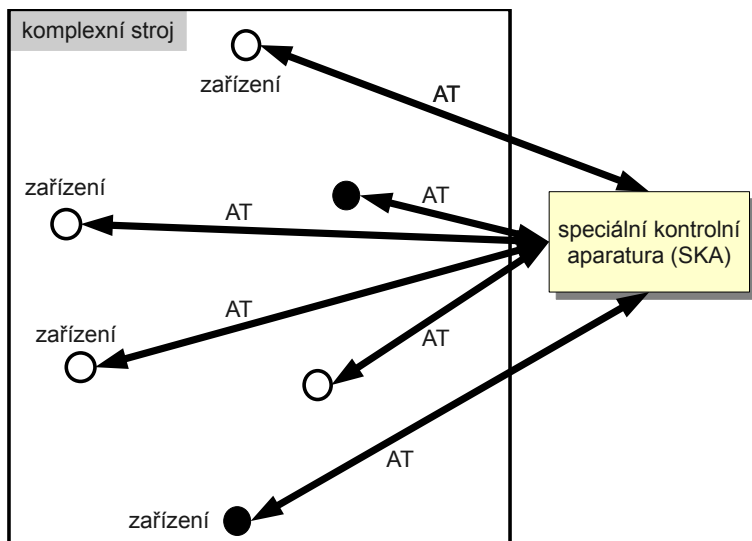 komplexní stroj
zařízení
AT
zařízení
AT
AT
speciální kontrolní
aparatura (SKA)
AT
zařízení
AT
AT
zařízení